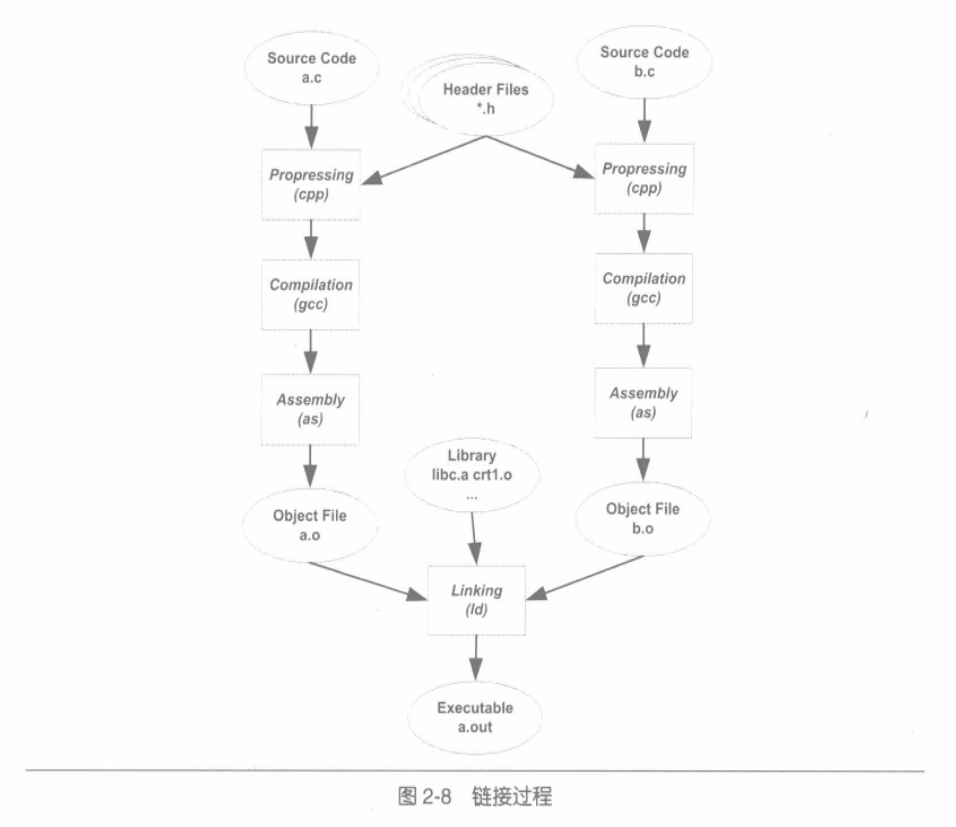 Source Code
a.c
Header Files
*.h
Source Code
b.c
Propressing
(cpp)
Propressing
(cpp)
Compilation
(gcc)
Compilation
(gcc)
Assembly
(as)
Assembly
(as)
Library
libc.a crt1.o
...
Object File
a.o
Object File
b.o
Linking
(ld)
Executable
a.out
图 2-8 链接过程